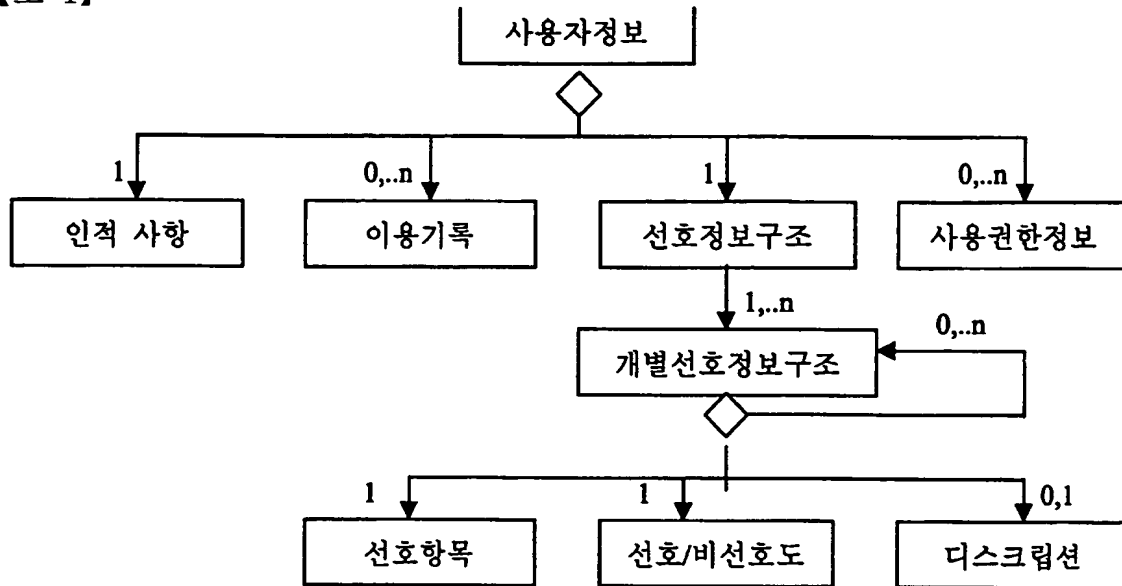 사용자정보
1
0,..n
1
0,..n
인적 사항
이용기록
선호정보구조
사용권한정보
1,..n
0,..n
개별선호정보구조
1
1
0,1
선호항목
선호/비선호도
디스크립션